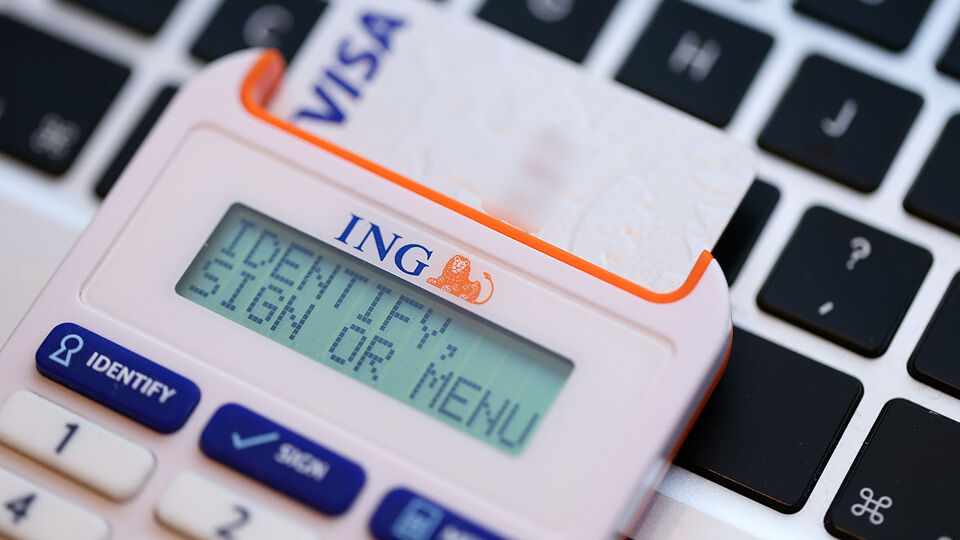 VISA
C
H
J
?
,
⌘
ING
IDENTIFY,
SIGN OR MENU
IDENTIFY
SIGN
1
2
4
⌘